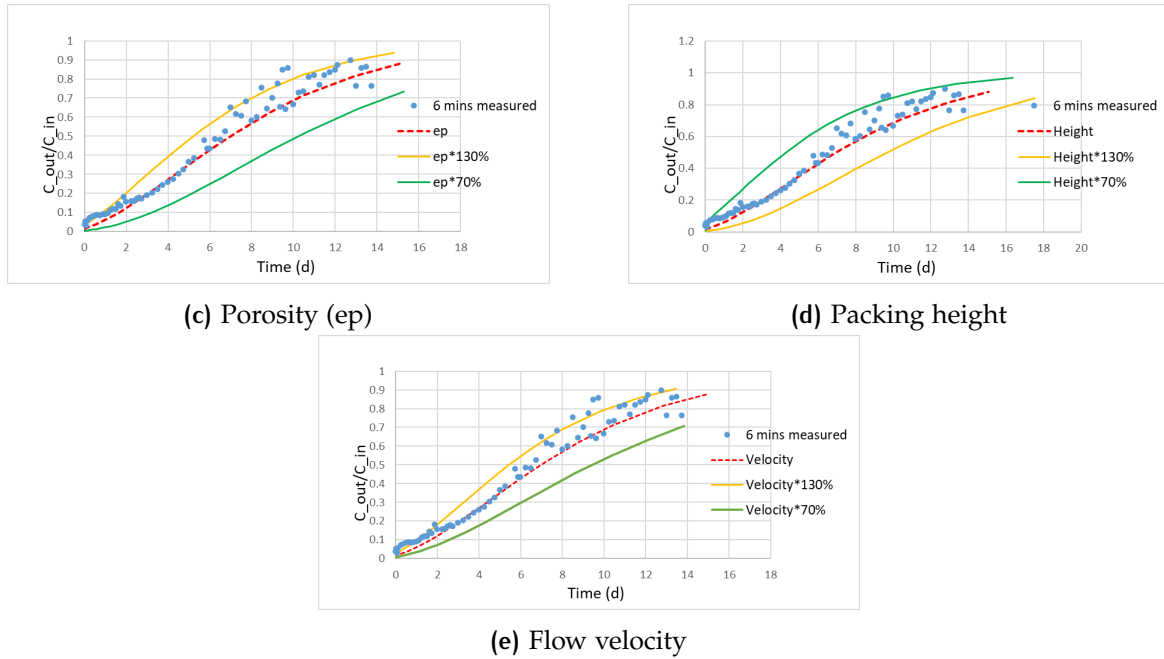 C_out/C_in
1
0.9
0.8
0.7
0.6
0.5
0.4
0.3
0.2
0.1
0
0 2 4 6 8 10 12 14 16 18
Time (d)
6 mins measured
ep
ep*130%
ep*70%
(c) Porosity (ep)
C_out/C_in
1.2
1
0.8
0.6
0.4
0.2
0
0 2 4 6 8 10 12 14 16 18 20
Time (d)
6 mins measured
Height
Height*130%
Height*70%
(d) Packing height
C_out/C_in
1
0.9
0.8
0.7
0.6
0.5
0.4
0.3
0.2
0.1
0
0 2 4 6 8 10 12 14 16 18
Time (d)
6 mins measured
Velocity
Velocity*130%
Velocity*70%
(e) Flow velocity